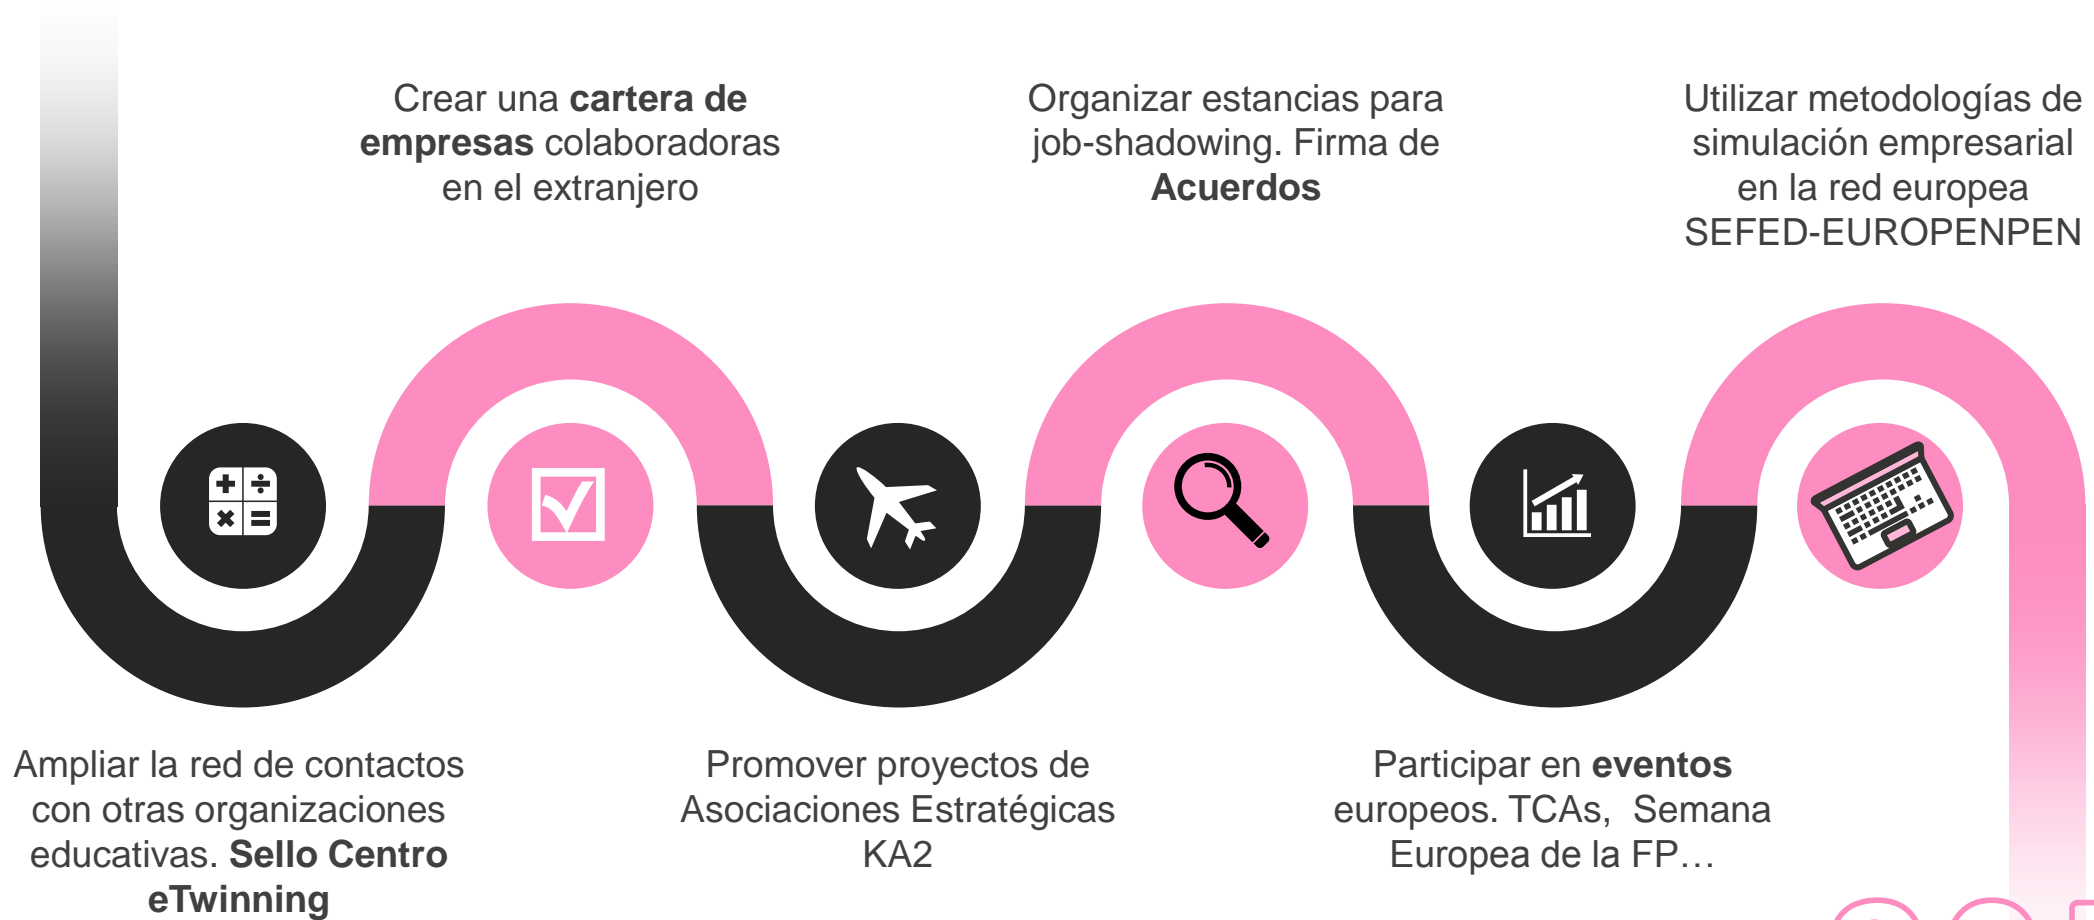 Crear una cartera de
empresas colaboradoras
en el extranjero
Organizar estancias para
job-shadowing. Firma de
Acuerdos
Utilizar metodologías de
simulación empresarial
en la red europea
SEFED-EUROPENPEN
Ampliar la red de contactos
con otras organizaciones
educativas. Sello Centro
eTwinning
Promover proyectos de
Asociaciones Estratégicas
KA2
Participar en eventos
europeos. TCAs,  Semana
Europea de la FP…